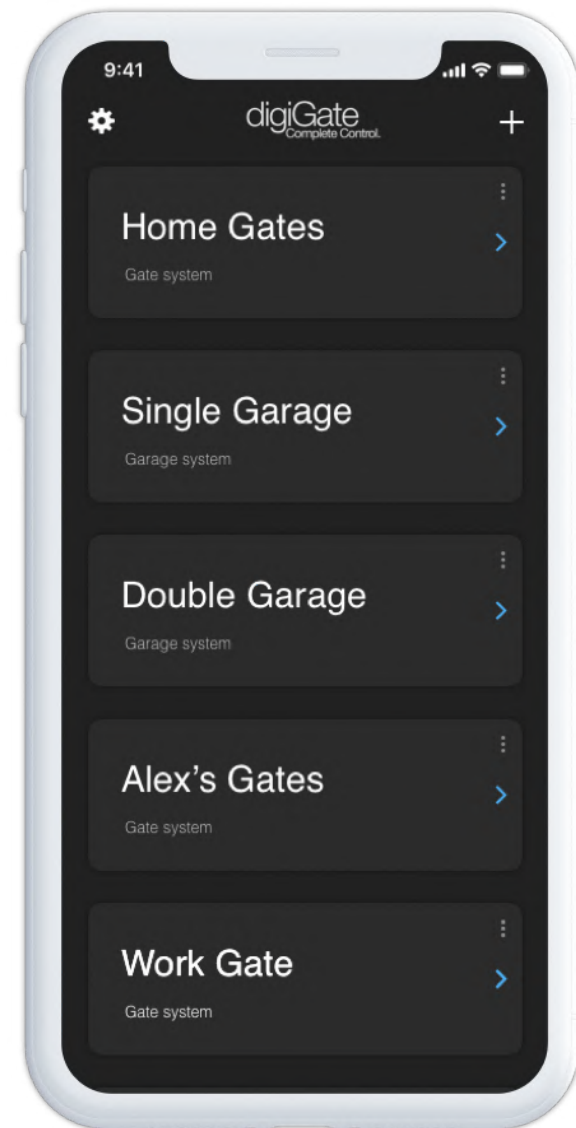 9:41
digiGate
Complete Control.
Home Gates
Gate system
Single Garage
Garage system
Double Garage
Garage system
Alex’s Gates
Gate system
Work Gate
Gate system